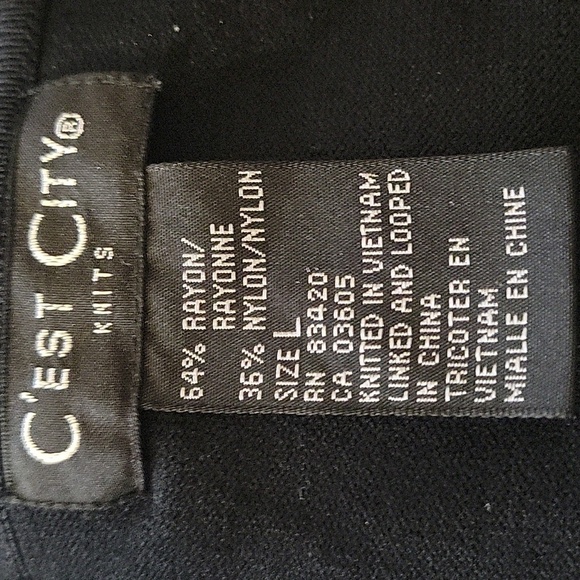 C'EST CITY®
KNITS
64% RAYON/
RAYONNE
36% NYLON/NYLON
SIZE L
RN 83420
CA 03605
KNITTED IN VIETNAM
LINKED AND LOOPED
IN CHINA
TRICOTER EN
VIETNAM
MIALLE EN CHINE